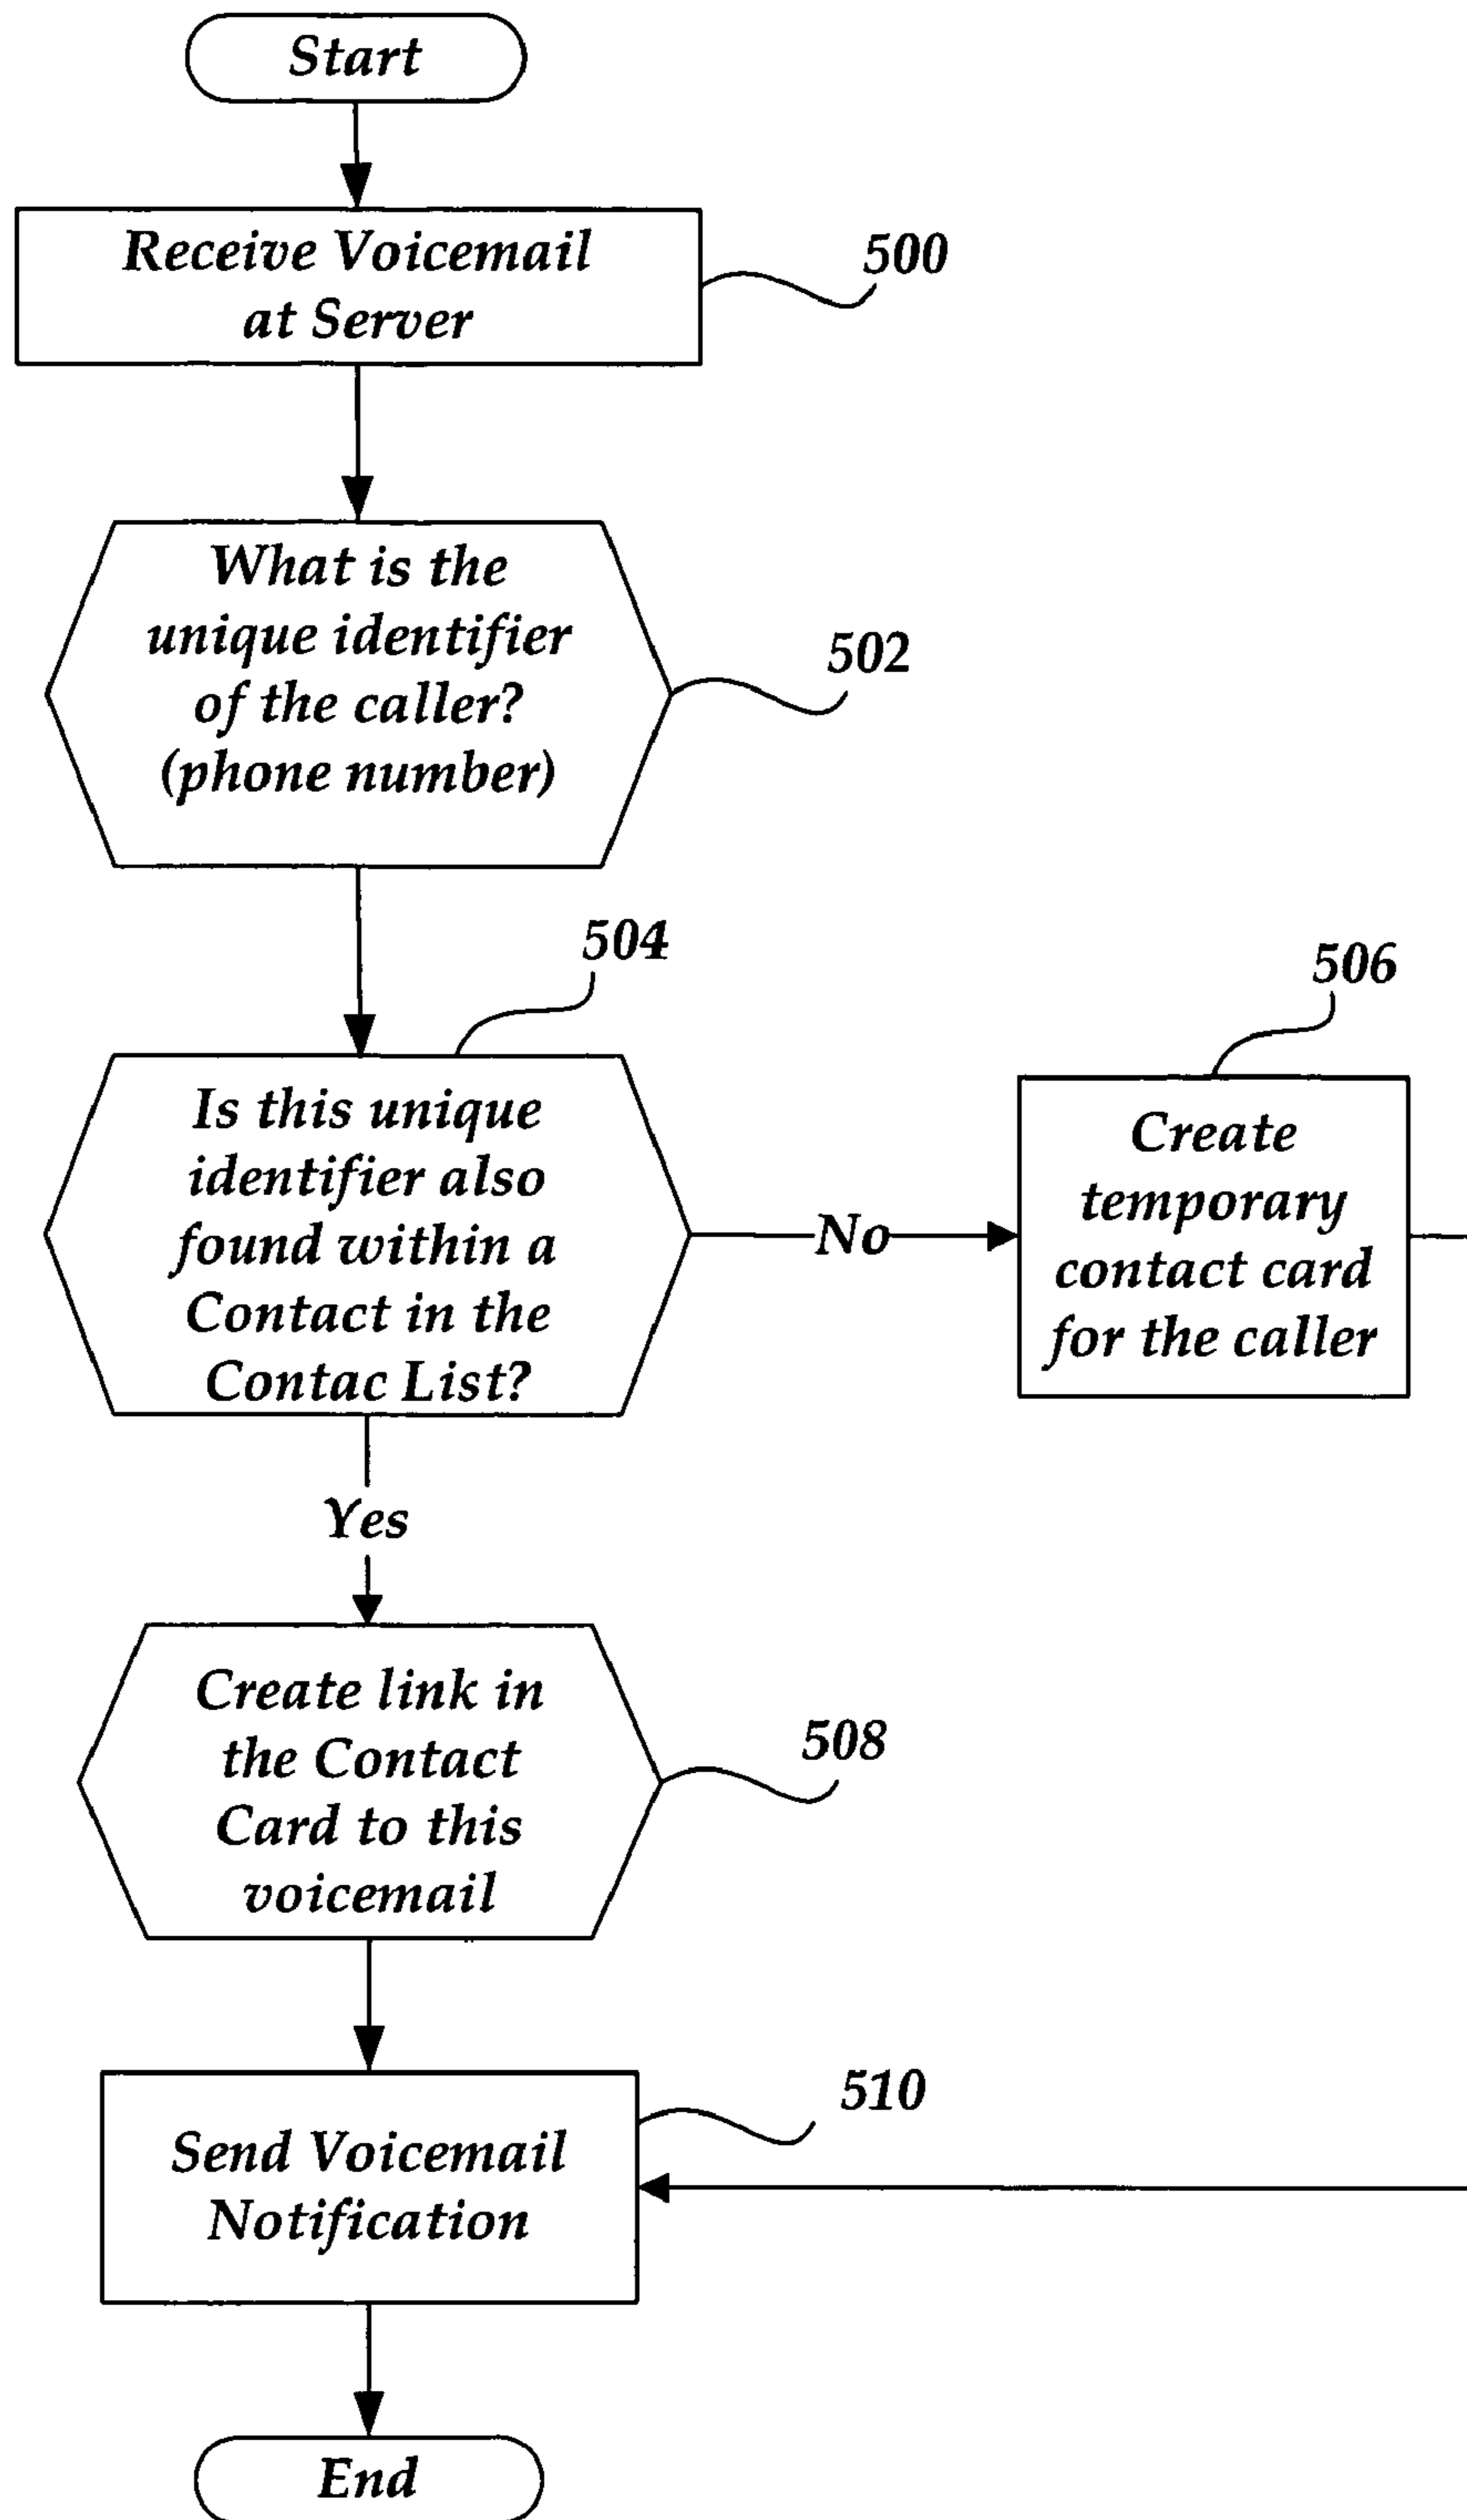 Start
Receive Voicemail
at Server
500
What is the
unique identifier
of the caller?
(phone number)
502
504
Is this unique
identifier also
found within a
Contact in the
Contac List?
No
506
Create
temporary
contact card
for the caller
Yes
Create link in
the Contact
Card to this
voicemail
508
510
Send Voicemail
Notification
End